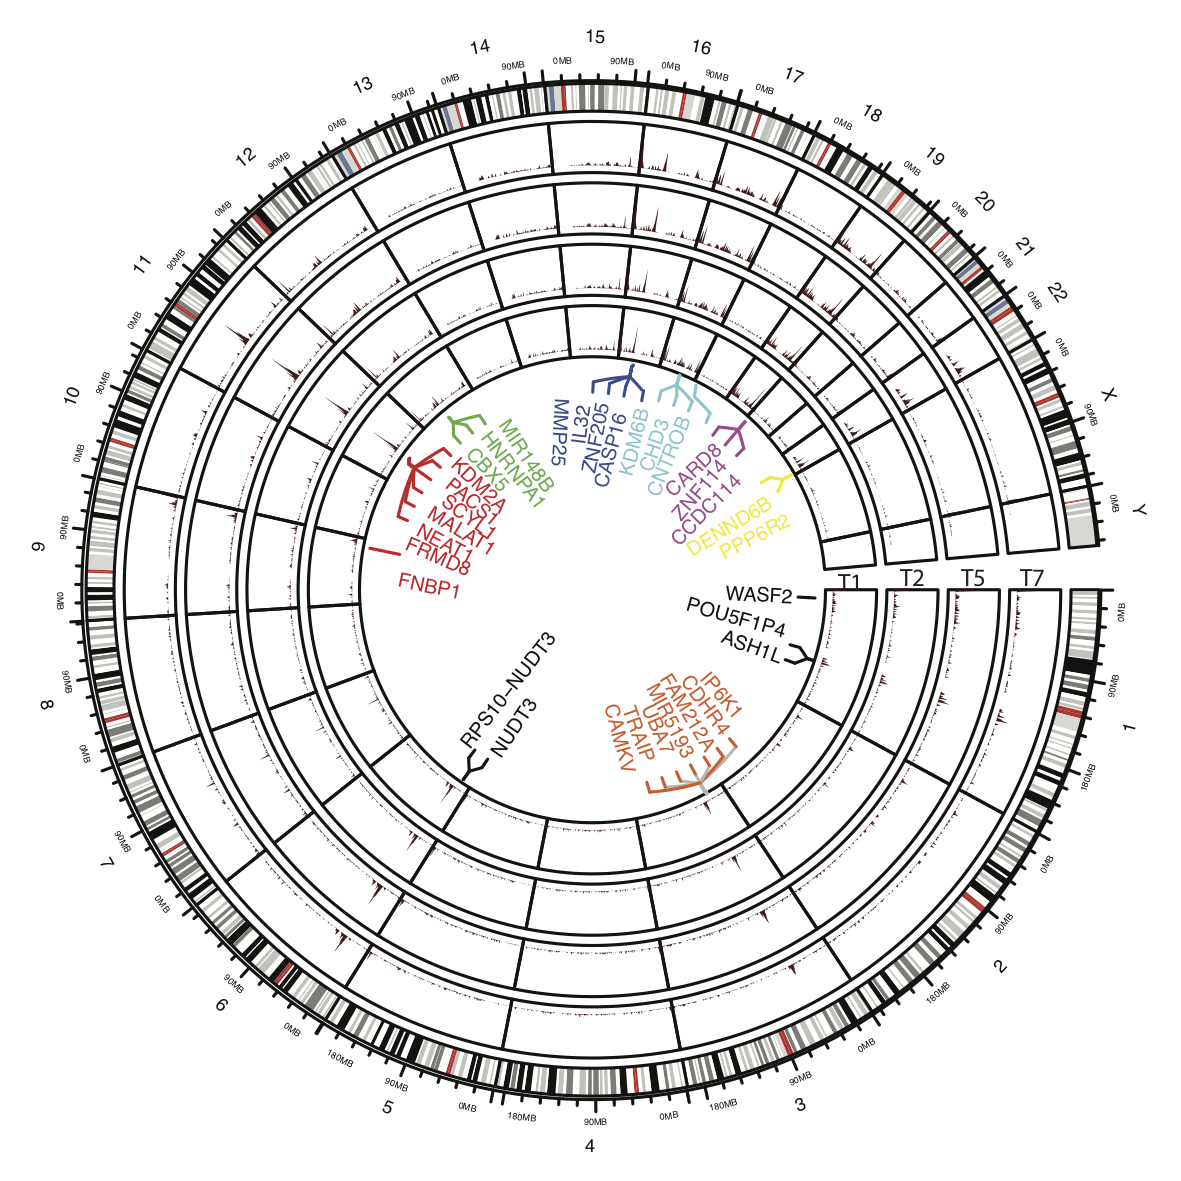 15
16
17
18
19
20
21
22
X
Y
1
2
3
4
5
6
7
8
9
10
11
12
13
14
0MB
90MB
0MB
90MB
0MB
0MB
0MB
0MB
0MB
0MB
0MB
90MB
0MB
0MB
90MB
180MB
0MB
90MB
180MB
0MB
90MB
180MB
0MB
90MB
180MB
0MB
90MB
180MB
0MB
90MB
0MB
90MB
0MB
90MB
0MB
90MB
0MB
90MB
0MB
90MB
0MB
90MB
0MB
90MB
0MB
90MB
T1
T2
T5
T7
MIR148B
HNRNPA1
CBX5
MMP25
IL32
ZNF205
CASP16
KDM6B
CHD3
CNTROB
CARD8
ZNF114
CCDC114
DENND6B
PPP6R2
KDM2A
PACS1
SCYL1
MALAT1
NEAT1
FRMD8
FNBP1
WASF2
POU5F1P4
ASH1L
RPS10−NUDT3
NUDT3
IP6K1
CDHR4
FAM212A
MIR5193
UBA7
TRAIP
CAMKV